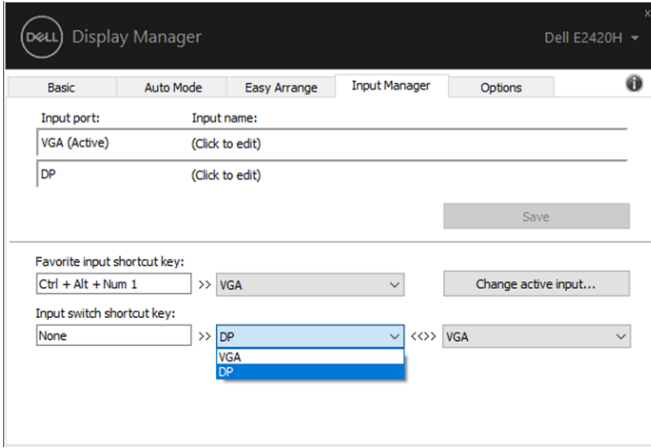 x
DELL Display Manager Dell E2420H
Basic Auto Mode Easy Arrange Input Manager Options i
Input port: Input name:
VGA (Active) (Click to edit)
DP (Click to edit)
Save
Favorite input shortcut key:
Ctrl + Alt + Num 1 >> VGA Change active input...
Input switch shortcut key:
None >> DP <<>> VGA
VGA
DP